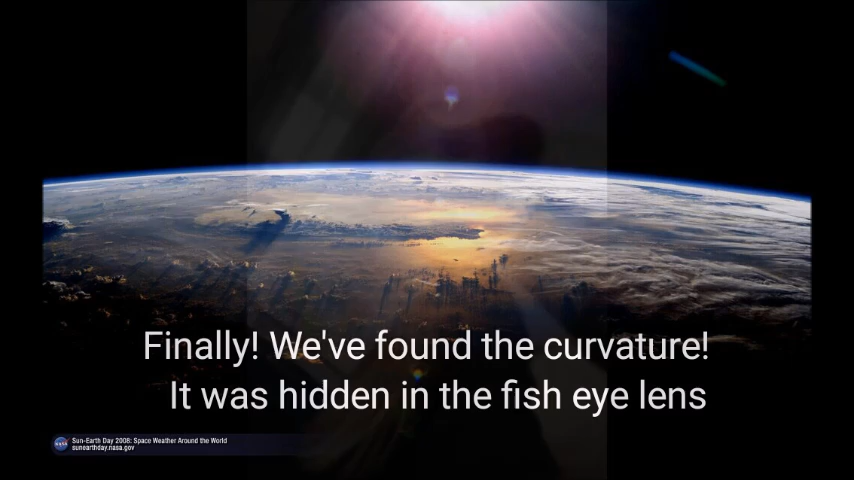 Finally! We've found the curvature!
It was hidden in the fish eye lens
NASA
Sun-Earth Day 2008: Space Weather Around the World
sunearthday.nasa.gov